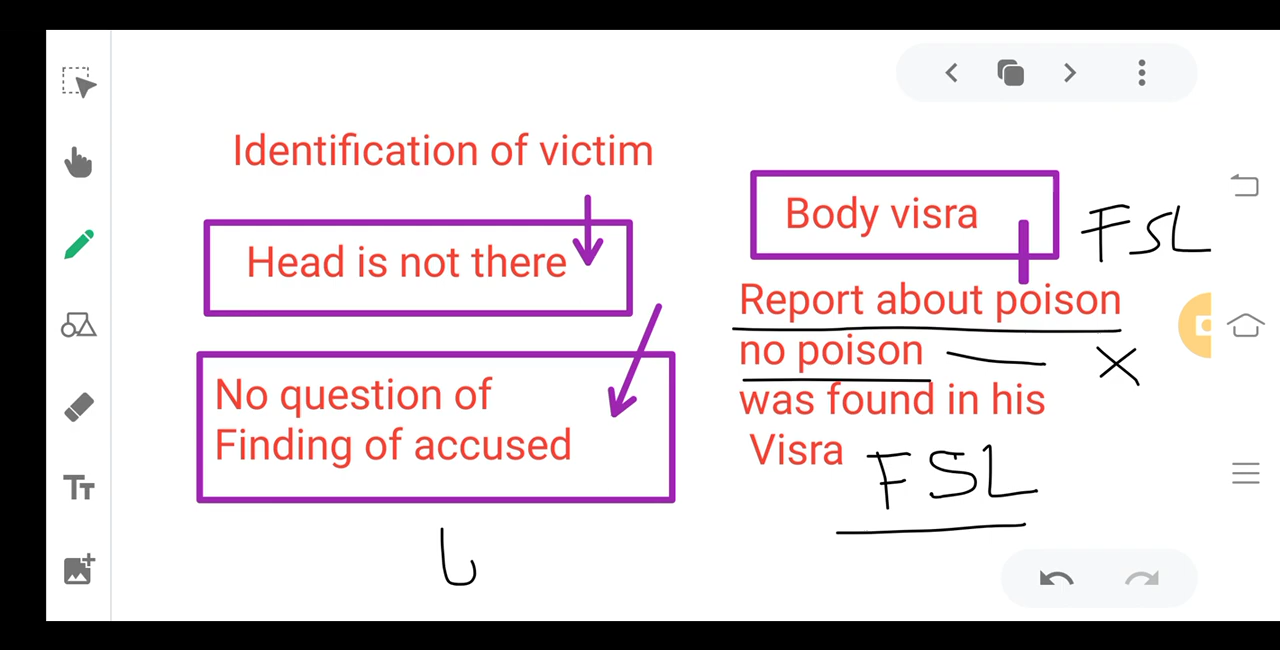 Identification of victim
Head is not there
No question of
Finding of accused
Body visra
FSL
Report about poison
no poison
was found in his
Visra
FSL
Tт